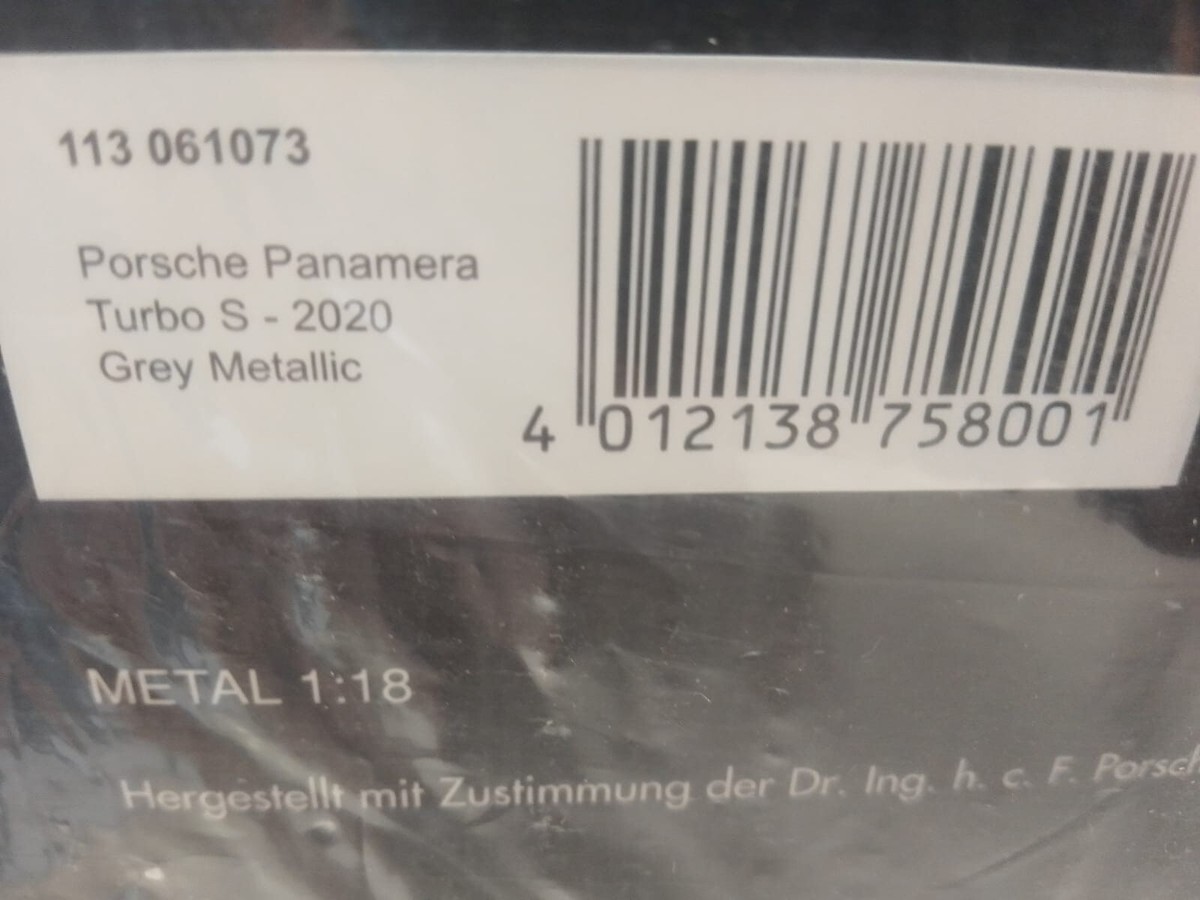 113 061073
Porsche Panamera
Turbo S - 2020
Grey Metallic
4 012138 758001
METAL 1:18
Hergestellt mit Zustimmung der Dr. Ing. h. c. F. Porsch